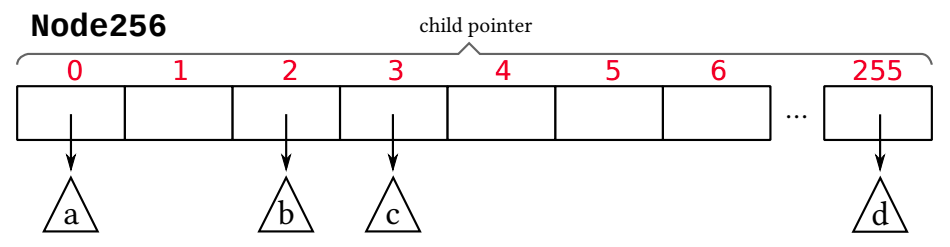 Node256
child pointer
0 1 2 3 4 5 6 255
...
a b c d